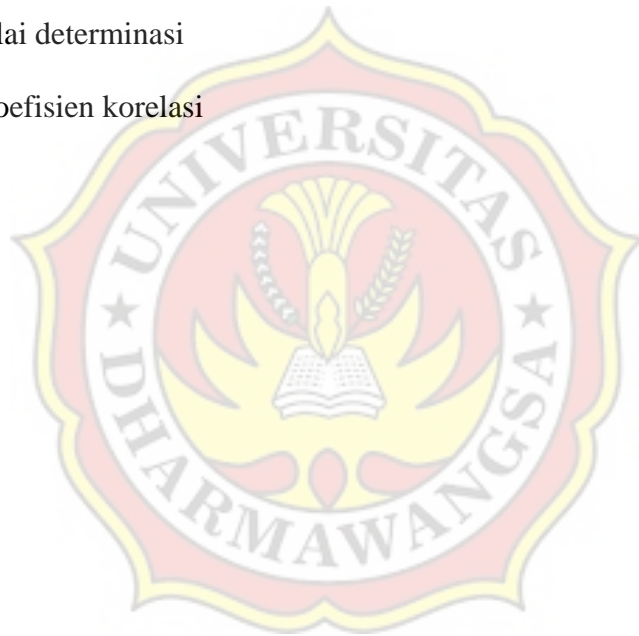 lai determinasi
oefisien korelasi
UNIVERSITAS
DHARMAWANGSA